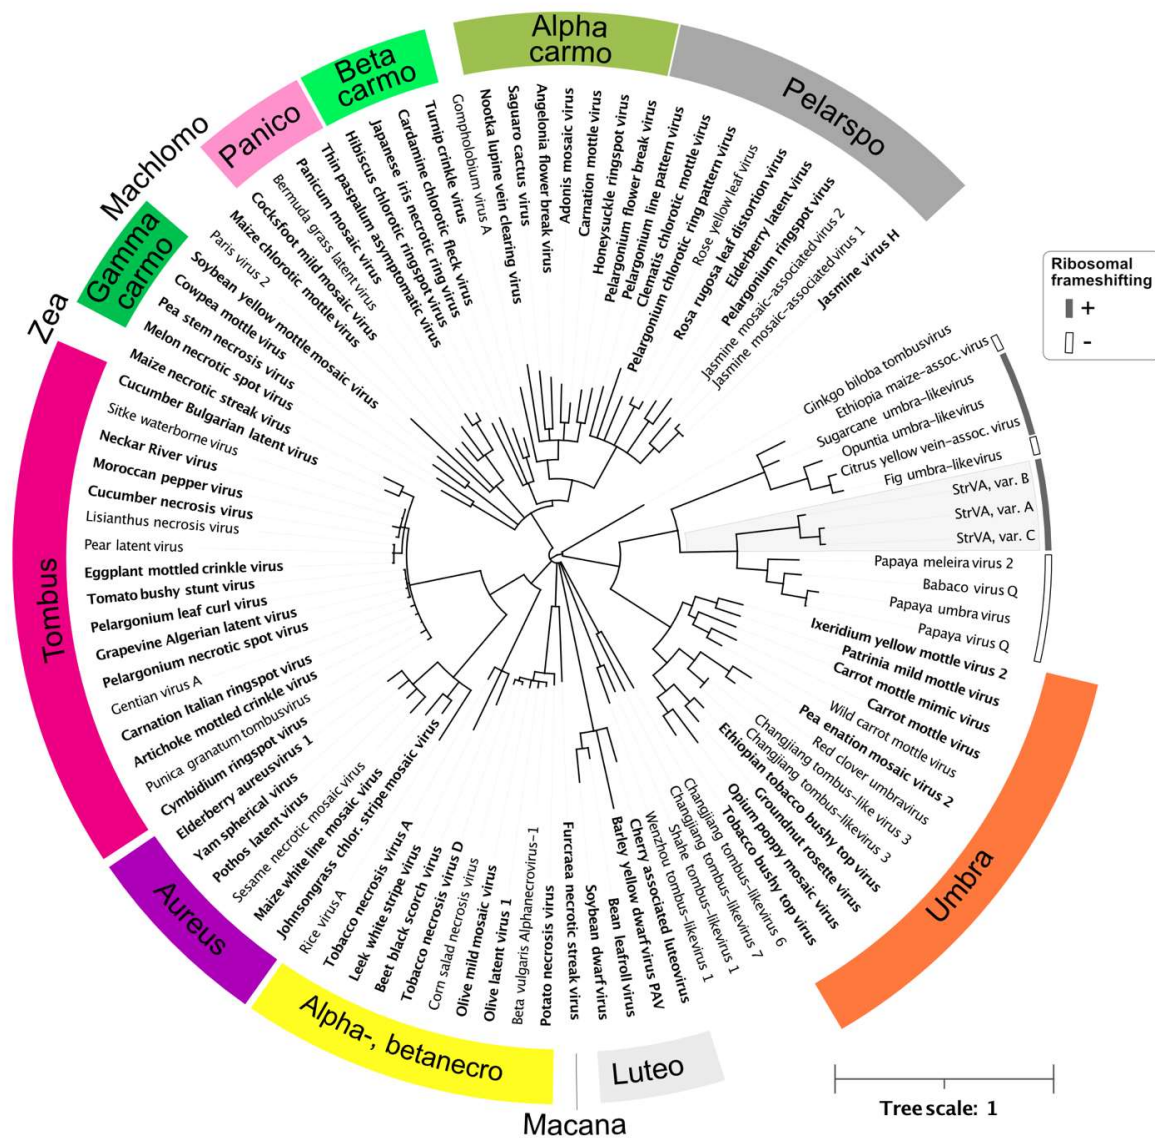 Alpha
carmo
Pelarspo
Beta
carmo
Panico
Machlomo
Gamma
carmo
Zea
Tombus
Aureus
Alpha-, betanecro
Macana
Luteo
Umbra
Ribosomal
frameshifting
+
-
Turnip crinkle virus
Gompholobium virus A
Nootka lupine vein clearing virus
Saguaro cactus virus
Angelonia flower break virus
Adonis mosaic virus
Carnation mottle virus
Honeysuckle ringspot virus
Pelargonium flower break virus
Pelargonium line pattern virus
Clematis chlorotic mottle virus
Pelargonium chlorotic ring pattern virus
Rose yellow leaf virus
Rosa rugosa leaf distortion virus
Elderberry latent virus
Pelargonium ringspot virus
Jasmine mosaic-associated virus 2
Jasmine mosaic-associated virus 1
Jasmine virus H
Ginkgo biloba tombusvirus
Ethiopia maize-assoc. virus
Sugarcane umbra-like virus
Opuntia umbra-like virus
Citrus yellow vein-assoc. virus
Fig umbra-like virus
StrVA, var. B
StrVA, var. A
StrVA, var. C
Papaya meleira virus 2
Babaco virus Q
Papaya umbra virus
Papaya virus Q
Ixeridium yellow mottle virus 2
Patrinia mild mottle virus
Carrot mottle mimic virus
Carrot mottle virus
Wild carrot mottle virus
Pea enation mosaic virus 2
Red clover umbravirus
Changjiang tombus-like virus 3
Changjiang tombus-like virus 3
Ethiopian tobacco bushy top virus
Groundnut rosette virus
Opium poppy mosaic virus
Tobacco bushy top virus
Changjiang tombus-like virus 6
Changjiang tombus-like virus 7
Shahe tombus-like virus 1
Wenzhou tombus-like virus 1
Cherry associated luteovirus
Barley yellow dwarf virus PAV
Bean leafroll virus
Soybean dwarf virus
Furcraea necrotic streak virus
Potato necrosis virus
Beta vulgaris Alphanecrovirus-1
Olive latent virus 1
Olive mild mosaic virus
Corn salad necrosis virus
Tobacco necrosis virus D
Beet black scorch virus
Leek white stripe virus
Tobacco necrosis virus A
Rice virus A
Johnsongrass chlor. stripe mosaic virus
Maize white line mosaic virus
Sesame necrotic mosaic virus
Pothos latent virus
Yam spherical virus
Elderberry aureusvirus 1
Cymbidium ringspot virus
Punica granatum tombusvirus
Artichoke mottled crinkle virus
Carnation Italian ringspot virus
Gentian virus A
Pelargonium necrotic spot virus
Grapevine Algerian latent virus
Pelargonium leaf curl virus
Tomato bushy stunt virus
Eggplant mottled crinkle virus
Pear latent virus
Lisianthus necrosis virus
Cucumber necrosis virus
Moroccan pepper virus
Neckar River virus
Sitke waterborne virus
Cucumber Bulgarian latent virus
Maize necrotic streak virus
Melon necrotic spot virus
Pea stem necrosis virus
Cowpea mottle virus
Soybean yellow mottle mosaic virus
Paris virus 2
Maize chlorotic mottle virus
Cocksfoot mild mosaic virus
Bermuda grass latent virus
Panicum mosaic virus
Thin paspalum asymptomatic virus
Hibiscus chlorotic ringspot virus
Japanese iris necrotic ring virus
Cardamine chlorotic fleck virus
Tree scale: 1